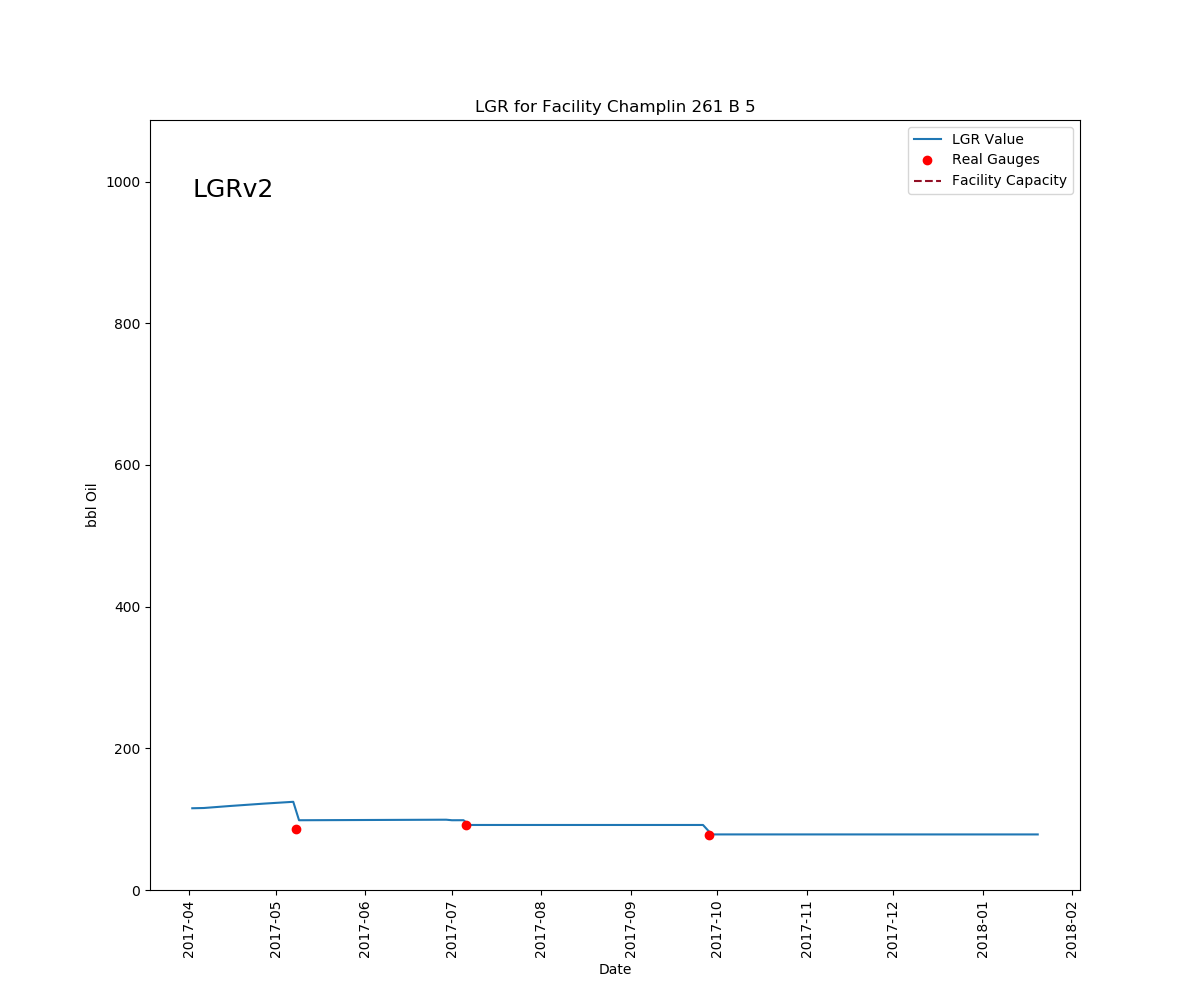 LGR for Facility Champlin 261 B 5
LGR Value
Real Gauges
Facility Capacity
LGRv2
1000
800
600
400
200
0
bbl Oil
2017-04
2017-05
2017-06
2017-07
2017-08
2017-09
2017-10
2017-11
2017-12
2018-01
2018-02
Date